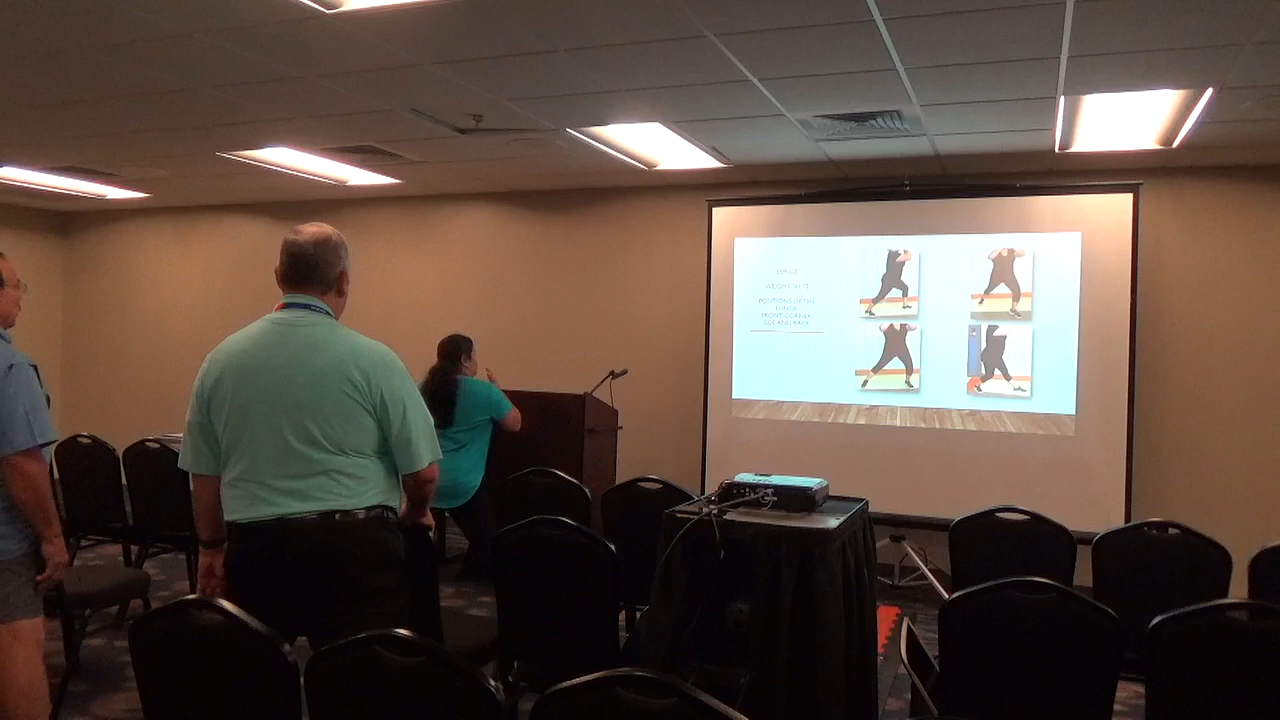 LUNGE
WEIGHT SHIFT
POSITIONS OF THE
LUNGE
FRONT, CORNER,
SIDE AND BACK